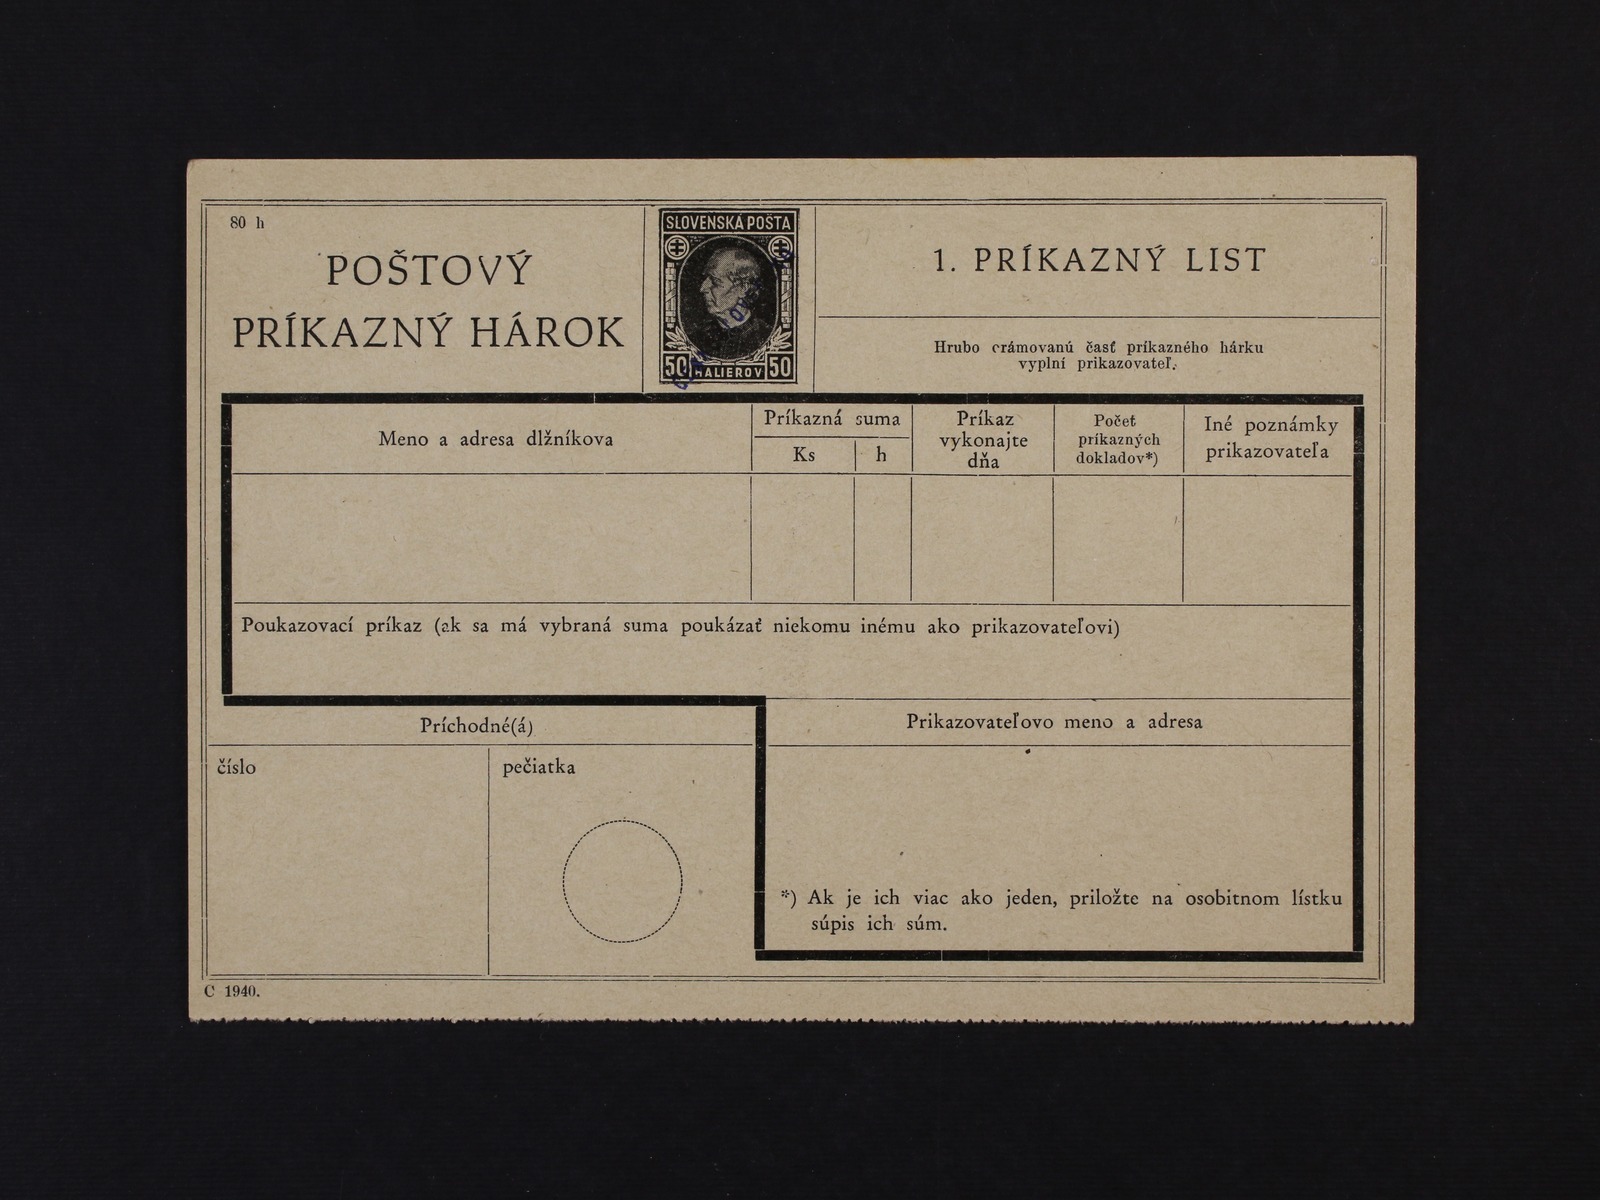 80 h
POŠTOVÝ
PRÍKAZNÝ HÁROK
SLOVENSKÁ POŠTA
50 HALIEROV 50
1. PRÍKAZNÝ LIST
Hrubo orámovanú časť príkazného hárku
vyplní prikazovateľ.
Meno a adresa dlžníkova
Príkazná suma
Ks
h
Príkaz
vykonajte
dňa
Počet
príkazných
dokladov*)
Iné poznámky
prikazovateľa
Poukazovací príkaz (ak sa má vybraná suma poukázať niekomu inému ako prikazovateľovi)
Príchodné(á)
číslo
pečiatka
Prikazovateľovo meno a adresa
*) Ak je ich viac ako jeden, priložte na osobitnom lístku
súpis ich súm.
C 1940.